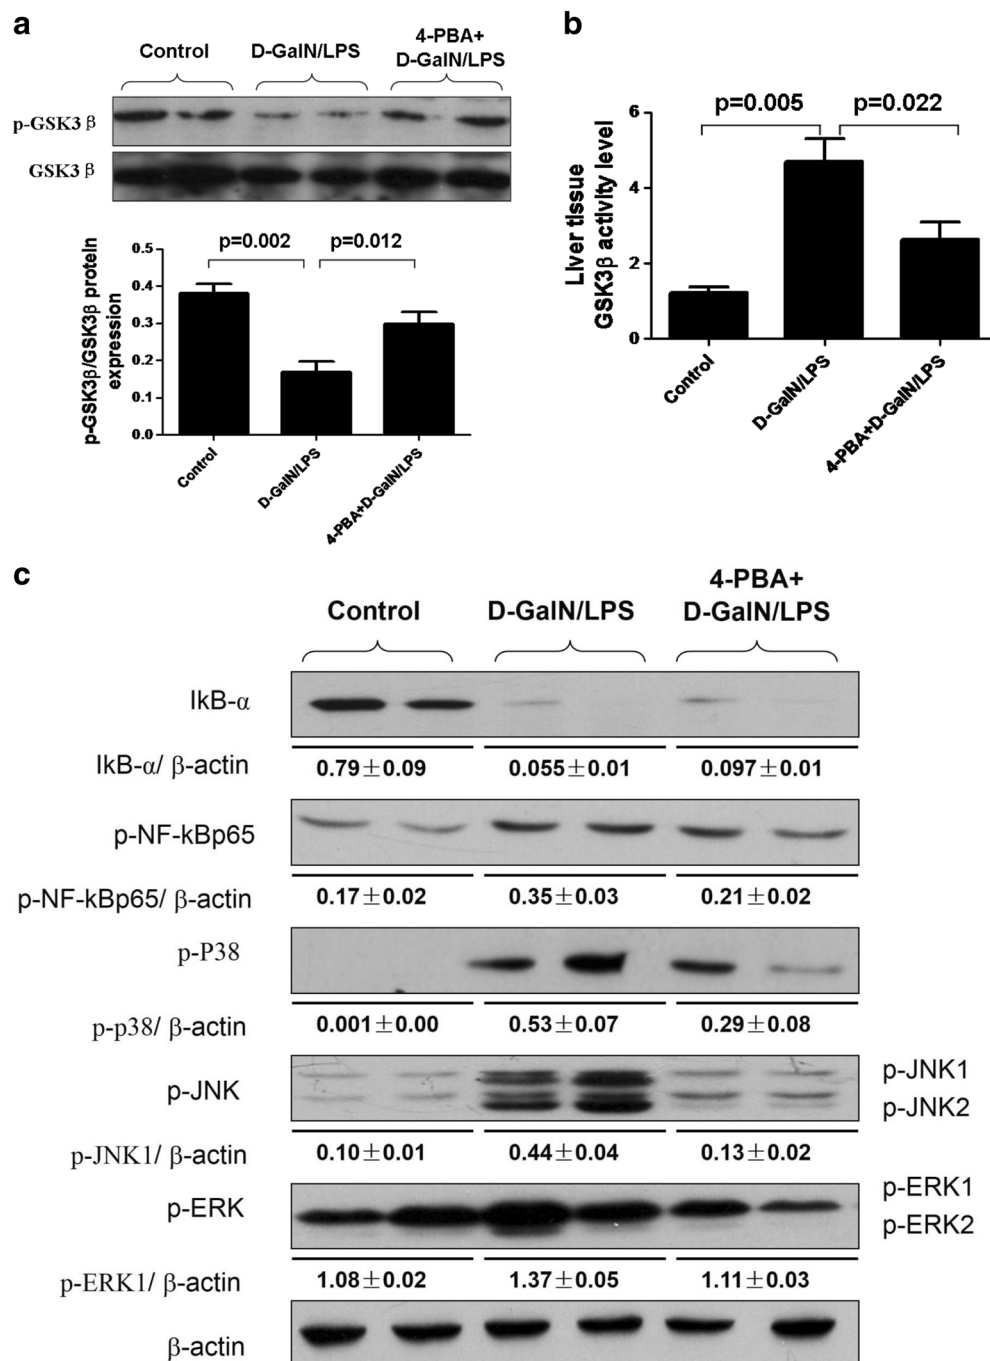 a
Control
D-GalN/LPS
4-PBA+
D-GalN/LPS
p-GSK3 β
GSK3 β
p-GSK3β/GSK3β protein
expression
p=0.002
p=0.012
0.5
0.4
0.3
0.2
0.1
0.0
Control
D-GalN/LPS
4-PBA+D-GalN/LPS
b
Liver tissue
GSK3β activity level
p=0.005
p=0.022
6
4
2
0
Control
D-GalN/LPS
4-PBA+D-GalN/LPS
c
Control
D-GalN/LPS
4-PBA+
D-GalN/LPS
IkB-α
IkB-α/ β-actin
0.79±0.09
0.055±0.01
0.097±0.01
p-NF-kBp65
p-NF-kBp65/ β-actin
0.17±0.02
0.35±0.03
0.21±0.02
p-P38
p-p38/ β-actin
0.001±0.00
0.53±0.07
0.29±0.08
p-JNK
p-JNK1
p-JNK2
p-JNK1/ β-actin
0.10±0.01
0.44±0.04
0.13±0.02
p-ERK
p-ERK1
p-ERK2
p-ERK1/ β-actin
1.08±0.02
1.37±0.05
1.11±0.03
β-actin